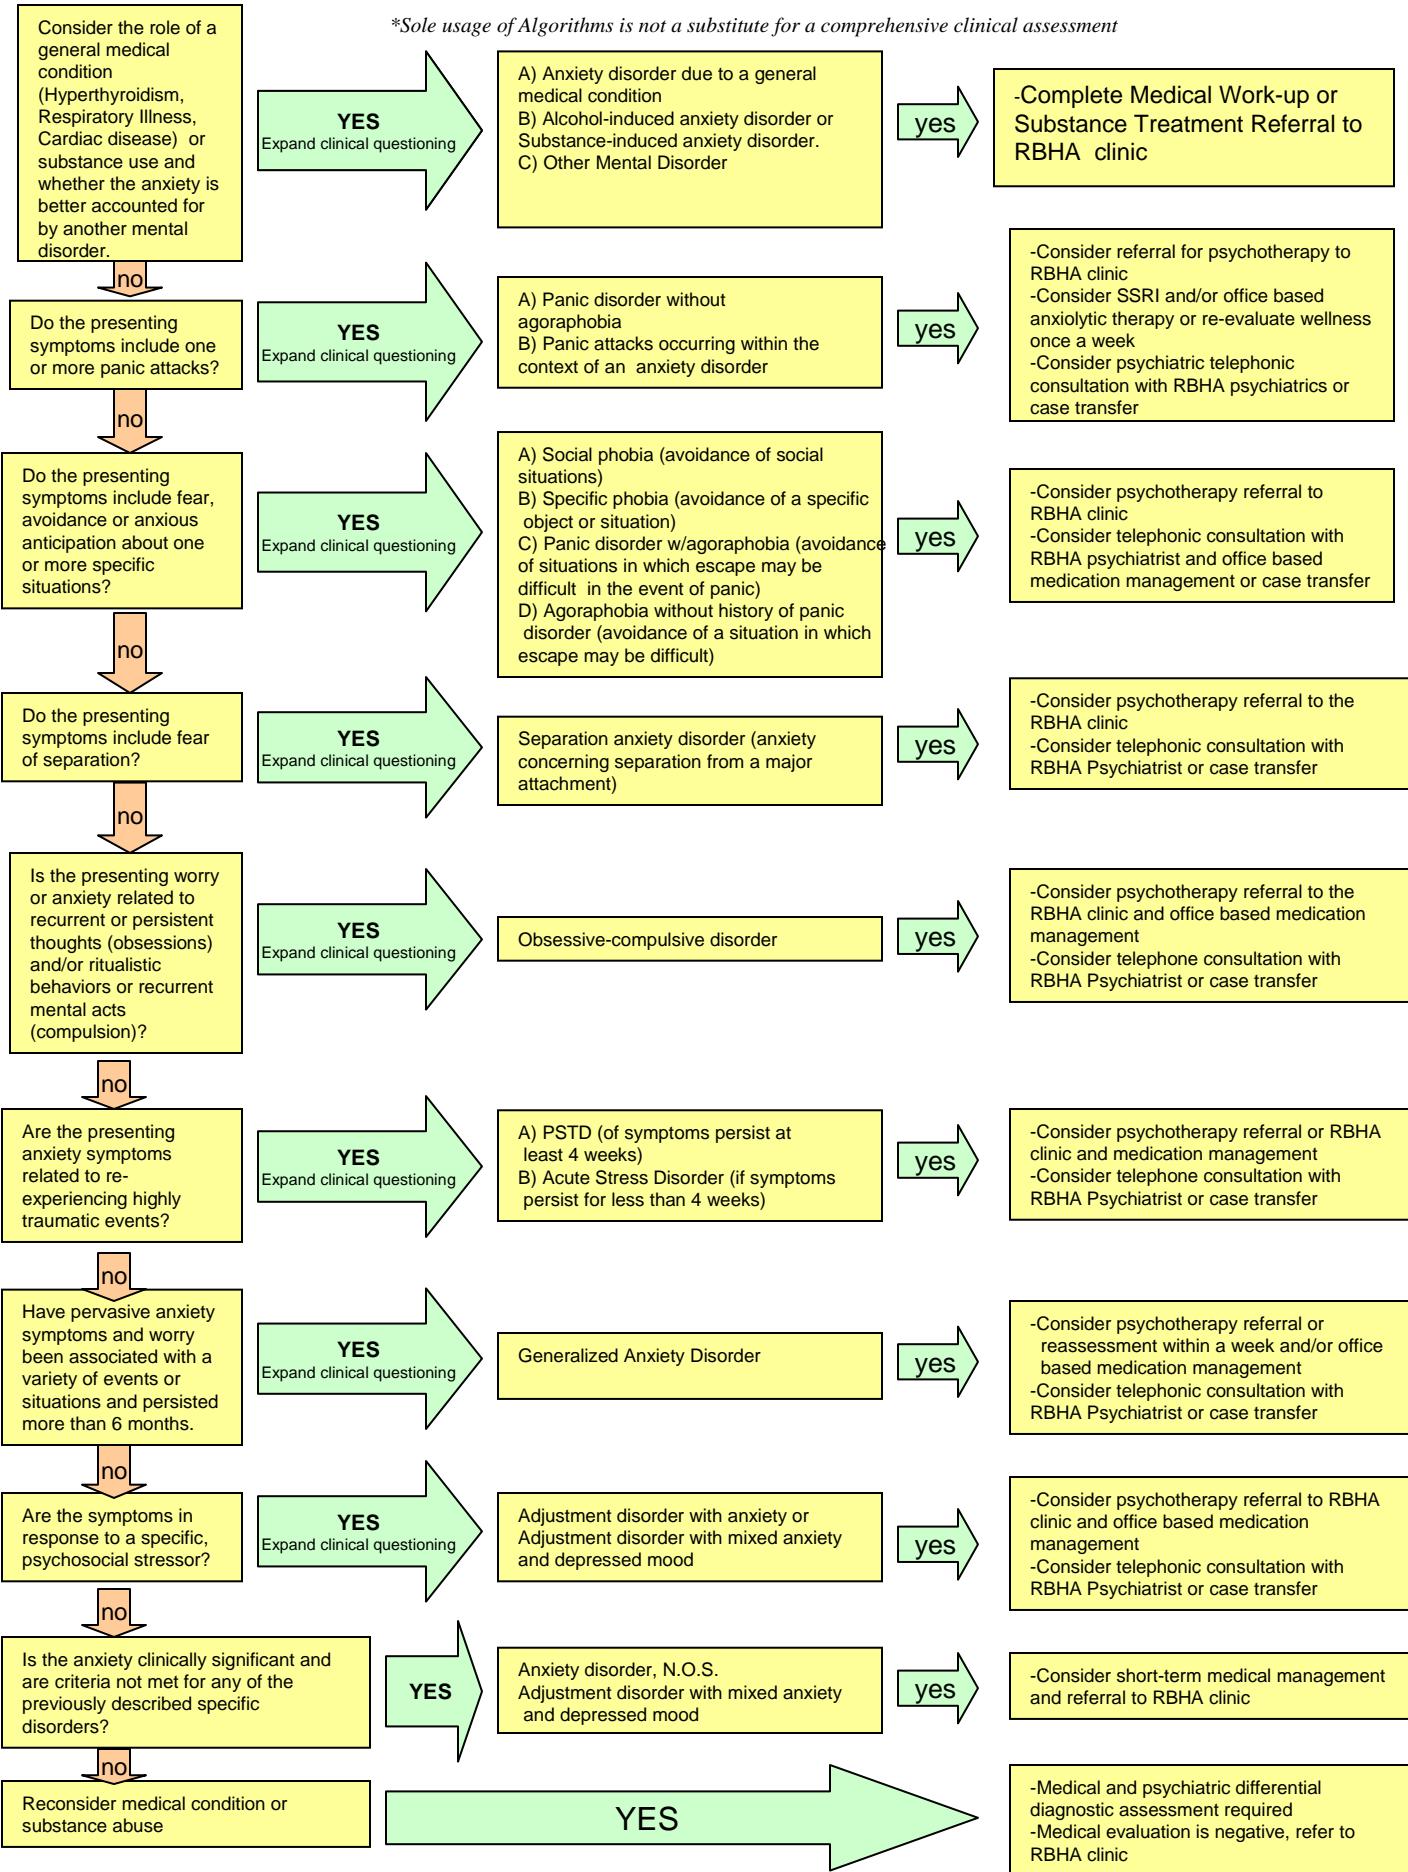 *Sole usage of Algorithms is not a substitute for a comprehensive clinical assessment
Consider the role of a
general medical
condition
(Hyperthyroidism,
Respiratory Illness,
Cardiac disease)  or
substance use and
whether the anxiety is
better accounted for
by another mental
disorder.
YES
Expand clinical questioning
A) Anxiety disorder due to a general
medical condition
B) Alcohol-induced anxiety disorder or
Substance-induced anxiety disorder.
C) Other Mental Disorder
yes
-Complete Medical Work-up or
Substance Treatment Referral to
RBHA  clinic
no
Do the presenting
symptoms include one
or more panic attacks?
YES
Expand clinical questioning
A) Panic disorder without
agoraphobia
B) Panic attacks occurring within the
context of an  anxiety disorder
yes
-Consider referral for psychotherapy to
RBHA clinic
-Consider SSRI and/or office based
anxiolytic therapy or re-evaluate wellness
once a week
-Consider psychiatric telephonic
consultation with RBHA psychiatrics or
case transfer
no
Do the presenting
symptoms include fear,
avoidance or anxious
anticipation about one
or more specific
situations?
YES
Expand clinical questioning
A) Social phobia (avoidance of social
situations)
B) Specific phobia (avoidance of a specific
object or situation)
C) Panic disorder w/agoraphobia (avoidance
of situations in which escape may be
difficult  in the event of panic)
D) Agoraphobia without history of panic
disorder (avoidance of a situation in which
escape may be difficult)
yes
-Consider psychotherapy referral to
RBHA clinic
-Consider telephonic consultation with
RBHA psychiatrist and office based
medication management or case transfer
no
Do the presenting
symptoms include fear
of separation?
YES
Expand clinical questioning
Separation anxiety disorder (anxiety
concerning separation from a major
attachment)
yes
-Consider psychotherapy referral to the
RBHA clinic
-Consider telephonic consultation with
RBHA Psychiatrist or case transfer
no
Is the presenting worry
or anxiety related to
recurrent or persistent
thoughts (obsessions)
and/or ritualistic
behaviors or recurrent
mental acts
(compulsion)?
YES
Expand clinical questioning
Obsessive-compulsive disorder
yes
-Consider psychotherapy referral to the
RBHA clinic and office based medication
management
-Consider telephone consultation with
RBHA Psychiatrist or case transfer
no
Are the presenting
anxiety symptoms
related to re-
experiencing highly
traumatic events?
YES
Expand clinical questioning
A) PSTD (of symptoms persist at
least 4 weeks)
B) Acute Stress Disorder (if symptoms
persist for less than 4 weeks)
yes
-Consider psychotherapy referral or RBHA
clinic and medication management
-Consider telephone consultation with
RBHA Psychiatrist or case transfer
no
Have pervasive anxiety
symptoms and worry
been associated with a
variety of events or
situations and persisted
more than 6 months.
YES
Expand clinical questioning
Generalized Anxiety Disorder
yes
-Consider psychotherapy referral or
reassessment within a week and/or office
based medication management
-Consider telephonic consultation with
RBHA Psychiatrist or case transfer
no
Are the symptoms in
response to a specific,
psychosocial stressor?
YES
Expand clinical questioning
Adjustment disorder with anxiety or
Adjustment disorder with mixed anxiety
and depressed mood
yes
-Consider psychotherapy referral to RBHA
clinic and office based medication
management
-Consider telephonic consultation with
RBHA Psychiatrist or case transfer
no
Is the anxiety clinically significant and
are criteria not met for any of the
previously described specific
disorders?
YES
Anxiety disorder, N.O.S.
Adjustment disorder with mixed anxiety
and depressed mood
yes
-Consider short-term medical management
and referral to RBHA clinic
no
Reconsider medical condition or
substance abuse
YES
-Medical and psychiatric differential
diagnostic assessment required
-Medical evaluation is negative, refer to
RBHA clinic